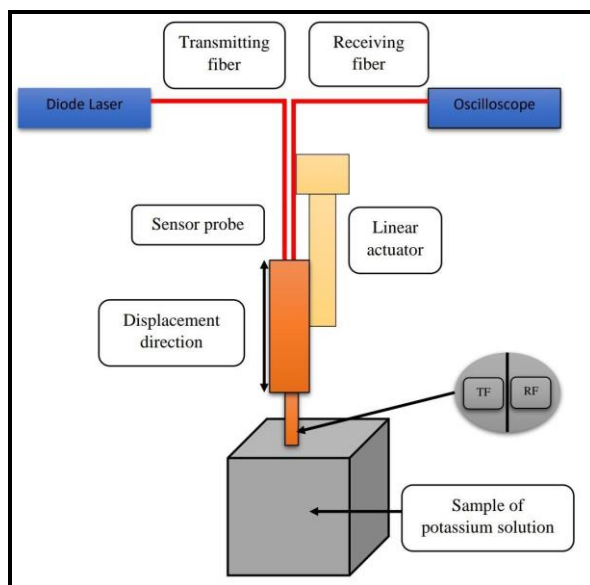 Transmitting
fiber
Receiving
fiber
Diode Laser
Oscilloscope
Sensor probe
Linear
actuator
Displacement
direction
TF
RF
Sample of
potassium solution